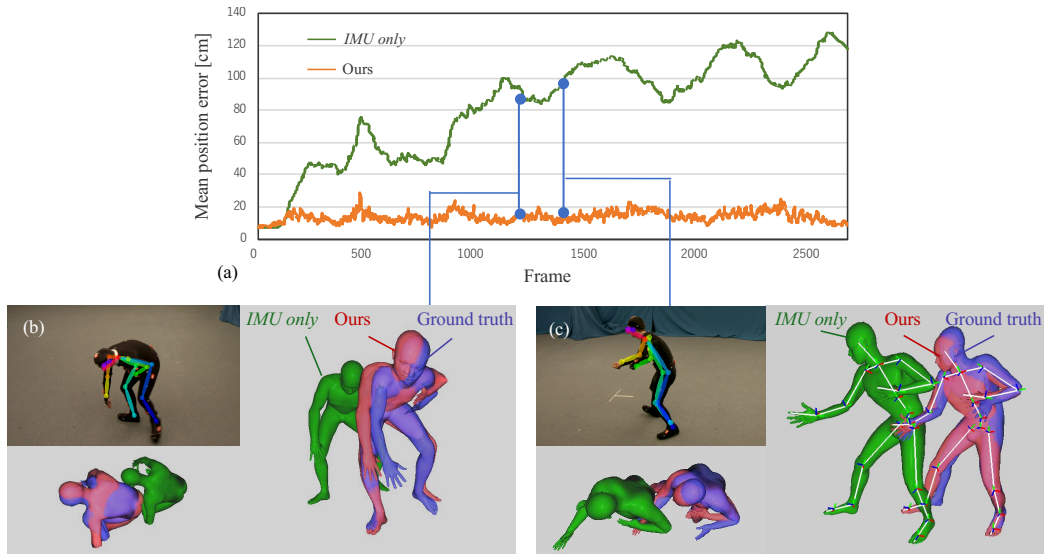 Mean position error [cm]
140
120
100
80
60
40
20
0
IMU only
Ours
0
500
1000
1500
2000
2500
Frame
(a)
(b)
IMU only
Ours
Ground truth
(c)
IMU only
Ours
Ground truth